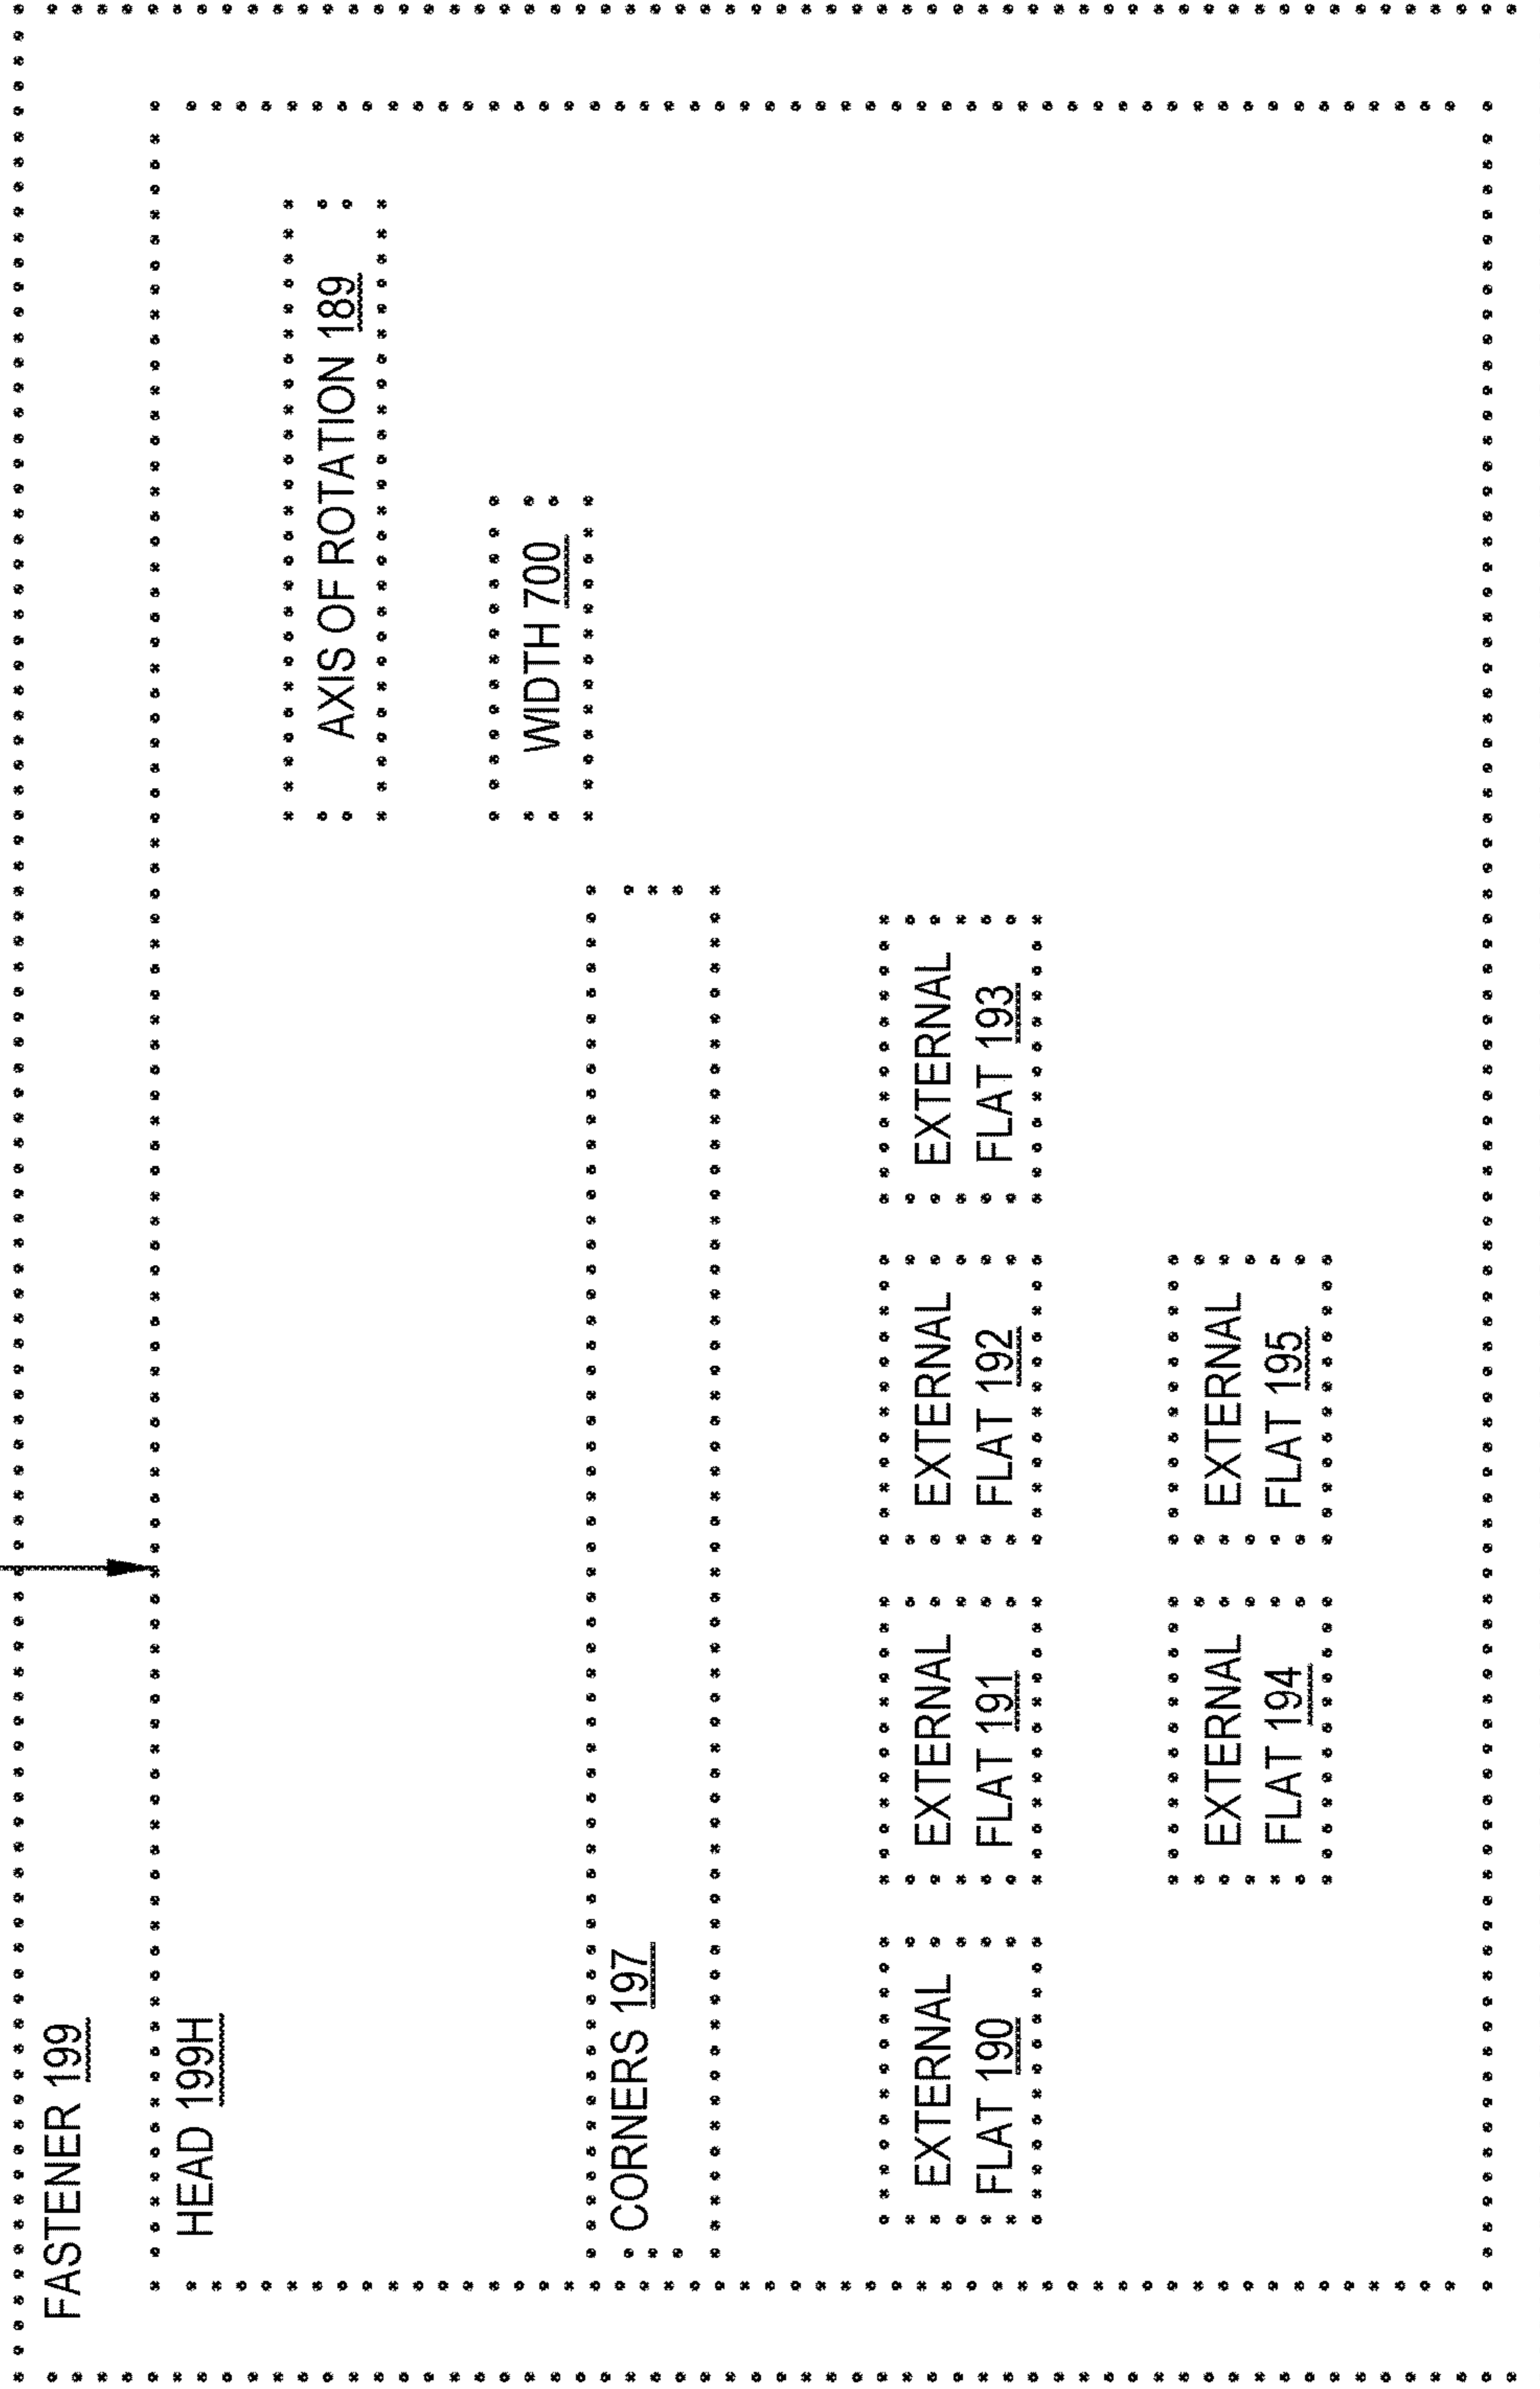 FASTENER 199
HEAD 199H
AXIS OF ROTATION 189
WIDTH 700
CORNERS 197
EXTERNAL
FLAT 190
EXTERNAL
FLAT 191
EXTERNAL
FLAT 192
EXTERNAL
FLAT 193
EXTERNAL
FLAT 194
EXTERNAL
FLAT 195